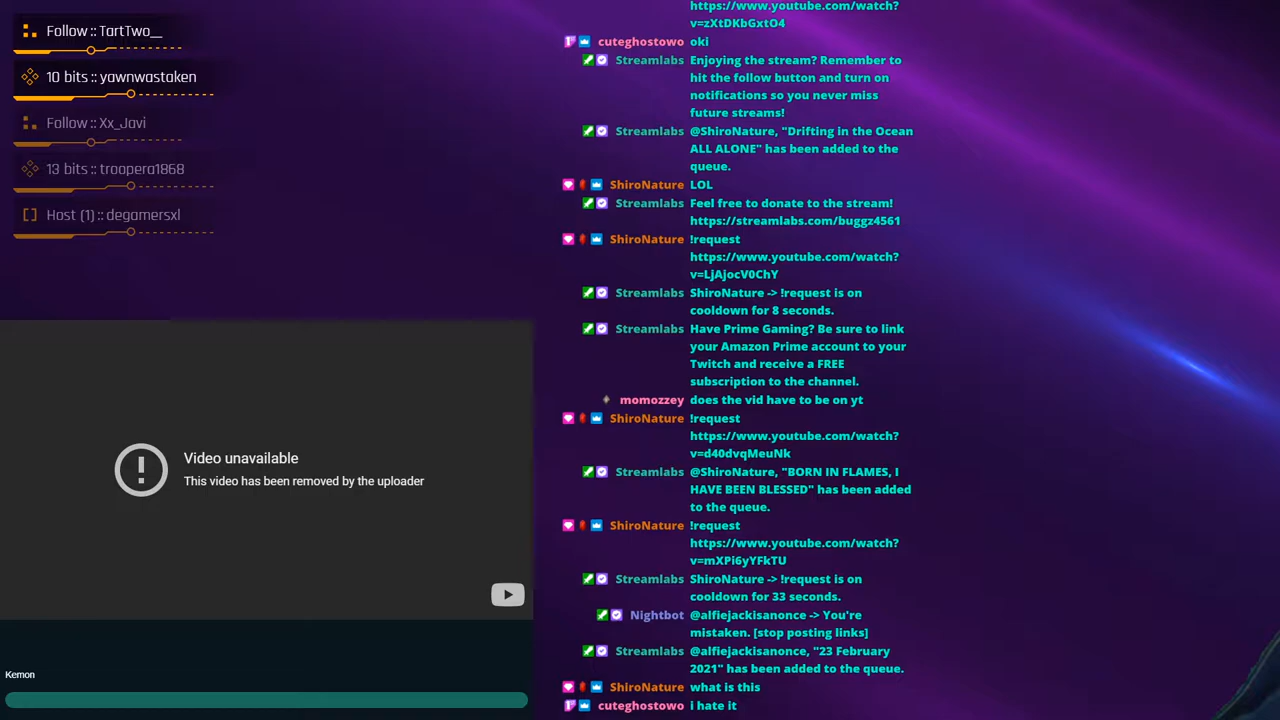 Follow :: TartTwo__
10 bits :: yawnwastaken
Follow :: Xx_Javi
13 bits :: troopera1868
Host (1) :: degamersxl
Video unavailable
This video has been removed by the uploader
Kemon
https://www.youtube.com/watch?
v=zXtDKbGxtO4
cuteghostowo oki
Streamlabs Enjoying the stream? Remember to
hit the follow button and turn on
notifications so you never miss
future streams!
Streamlabs @ShiroNature, "Drifting in the Ocean
ALL ALONE" has been added to the
queue.
ShiroNature LOL
Streamlabs Feel free to donate to the stream!
https://streamlabs.com/buggz4561
ShiroNature !request
https://www.youtube.com/watch?
v=LjAjocV0ChY
Streamlabs ShiroNature -> !request is on
cooldown for 8 seconds.
Streamlabs Have Prime Gaming? Be sure to link
your Amazon Prime account to your
Twitch and receive a FREE
subscription to the channel.
momozzey does the vid have to be on yt
ShiroNature !request
https://www.youtube.com/watch?
v=d40dvqMeuNk
Streamlabs @ShiroNature, "BORN IN FLAMES, I
HAVE BEEN BLESSED" has been added
to the queue.
ShiroNature !request
https://www.youtube.com/watch?
v=mXPi6yYFkTU
Streamlabs ShiroNature -> !request is on
cooldown for 33 seconds.
Nightbot @alfiejackisanonce -> You're
mistaken. [stop posting links]
Streamlabs @alfiejackisanonce, "23 February
2021" has been added to the queue.
ShiroNature what is this
cuteghostowo i hate it